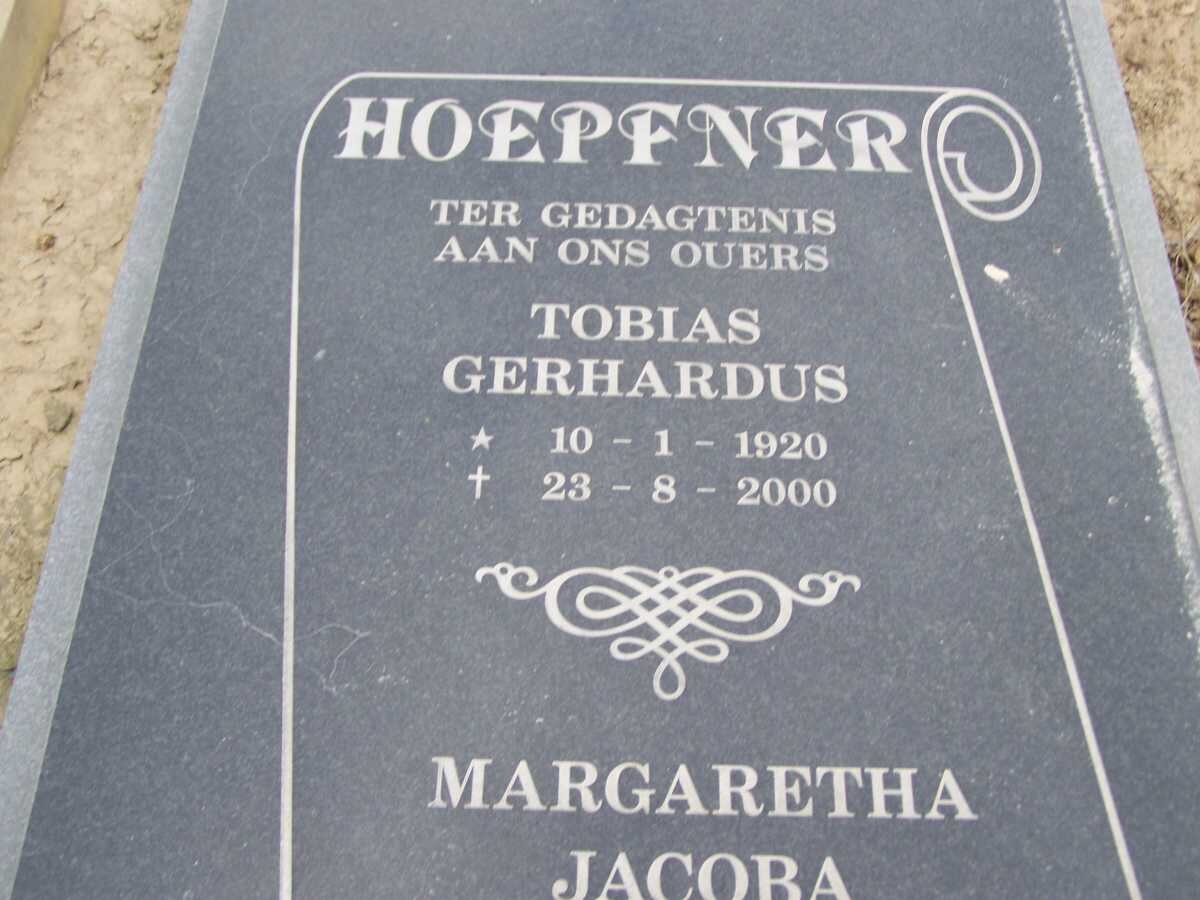 HOEPFNER
TER GEDAGTENIS
AAN ONS OUERS
TOBIAS
GERHARDUS
★ 10 - 1 - 1920
✝ 23 - 8 - 2000
MARGARETHA
JACOBA